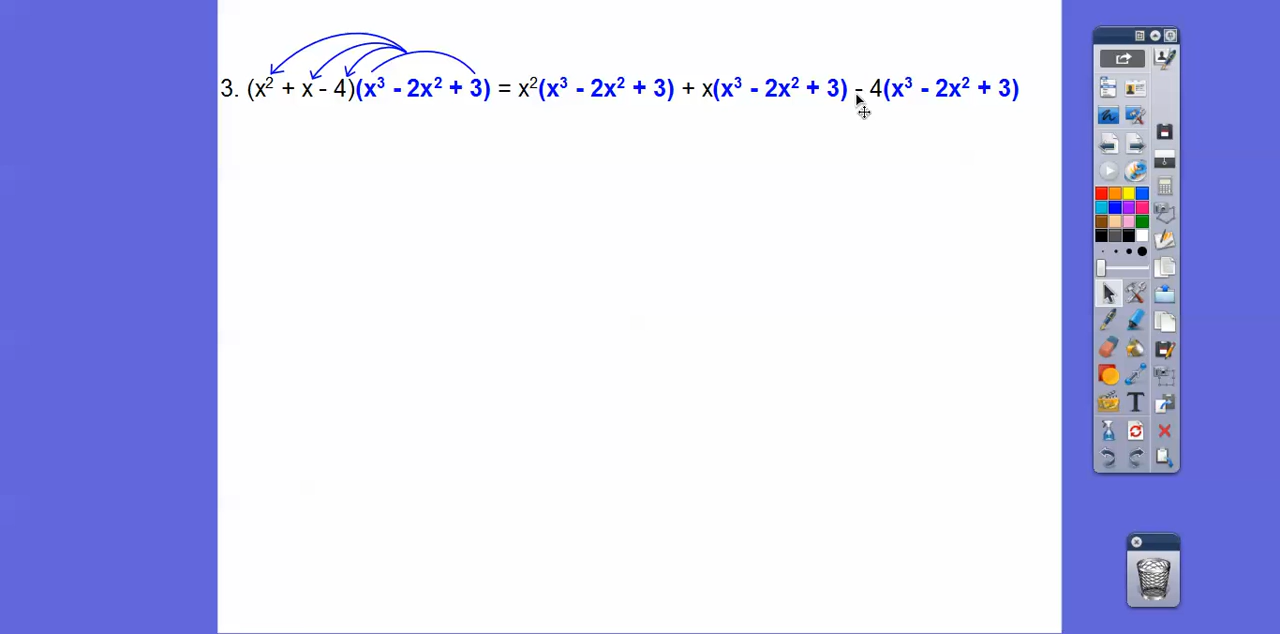 3. (x² + x - 4)(x³ - 2x² + 3) = x²(x³ - 2x² + 3) + x(x³ - 2x² + 3) - 4(x³ - 2x² + 3)
T